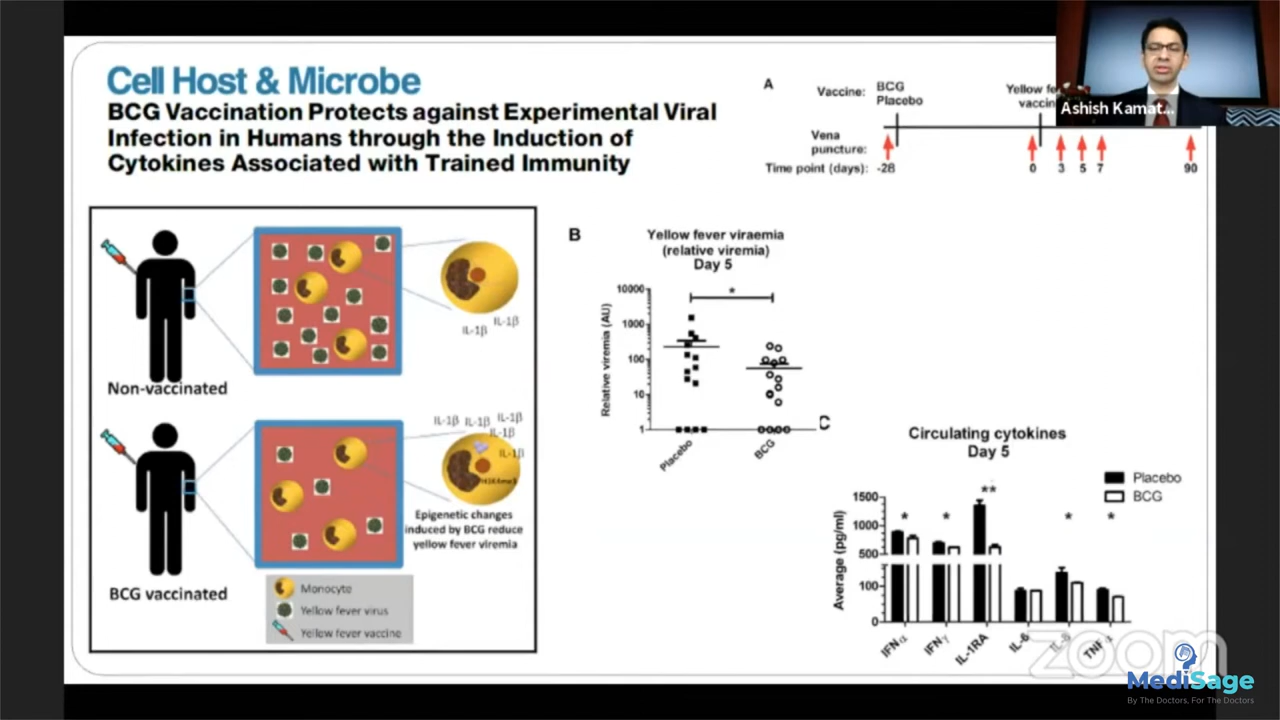 Cell Host & Microbe
BCG Vaccination Protects against Experimental Viral
Infection in Humans through the Induction of
Cytokines Associated with Trained Immunity
A
Vaccine:
BCG
Placebo
Yellow
vaccin
Ashish Kamat...
Vena
puncture:
Time point (days): -28 0 3 5 7 90
IL-1β IL-1β
Non-vaccinated
IL-1β IL-1β IL-1β
IL-1β
IL-1β
Epigenetic changes
induced by BCG reduce
yellow fever viremia
BCG vaccinated
Monocyte
Yellow fever virus
Yellow fever vaccine
B
Yellow fever viraemia
(relative viremia)
Day 5
*
Relative viremia (AU)
10000
1000
100
10
1
Placebo
BCG
C
Circulating cytokines
Day 5
Placebo
BCG
* * ** * *
Average (pg/ml)
1500
1000
500
100
0
IFNα
IFNγ
IL-1RA
IL-6
TNFα
zoom
MediSage
By The Doctors, For The Doctors